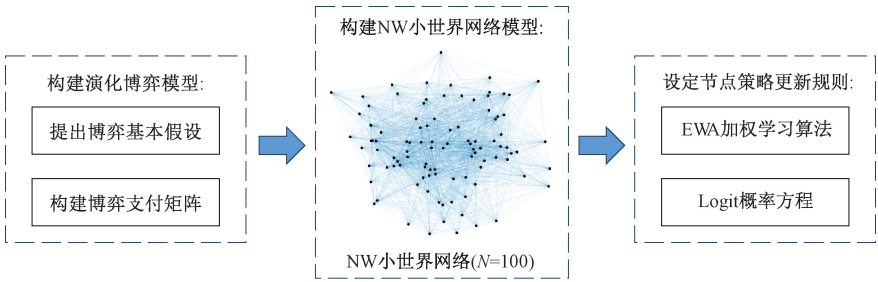 构建演化博弈模型:
提出博弈基本假设
构建博弈支付矩阵
构建NW小世界网络模型:
NW小世界网络(N=100)
设定节点策略更新规则:
EWA加权学习算法
Logit概率方程